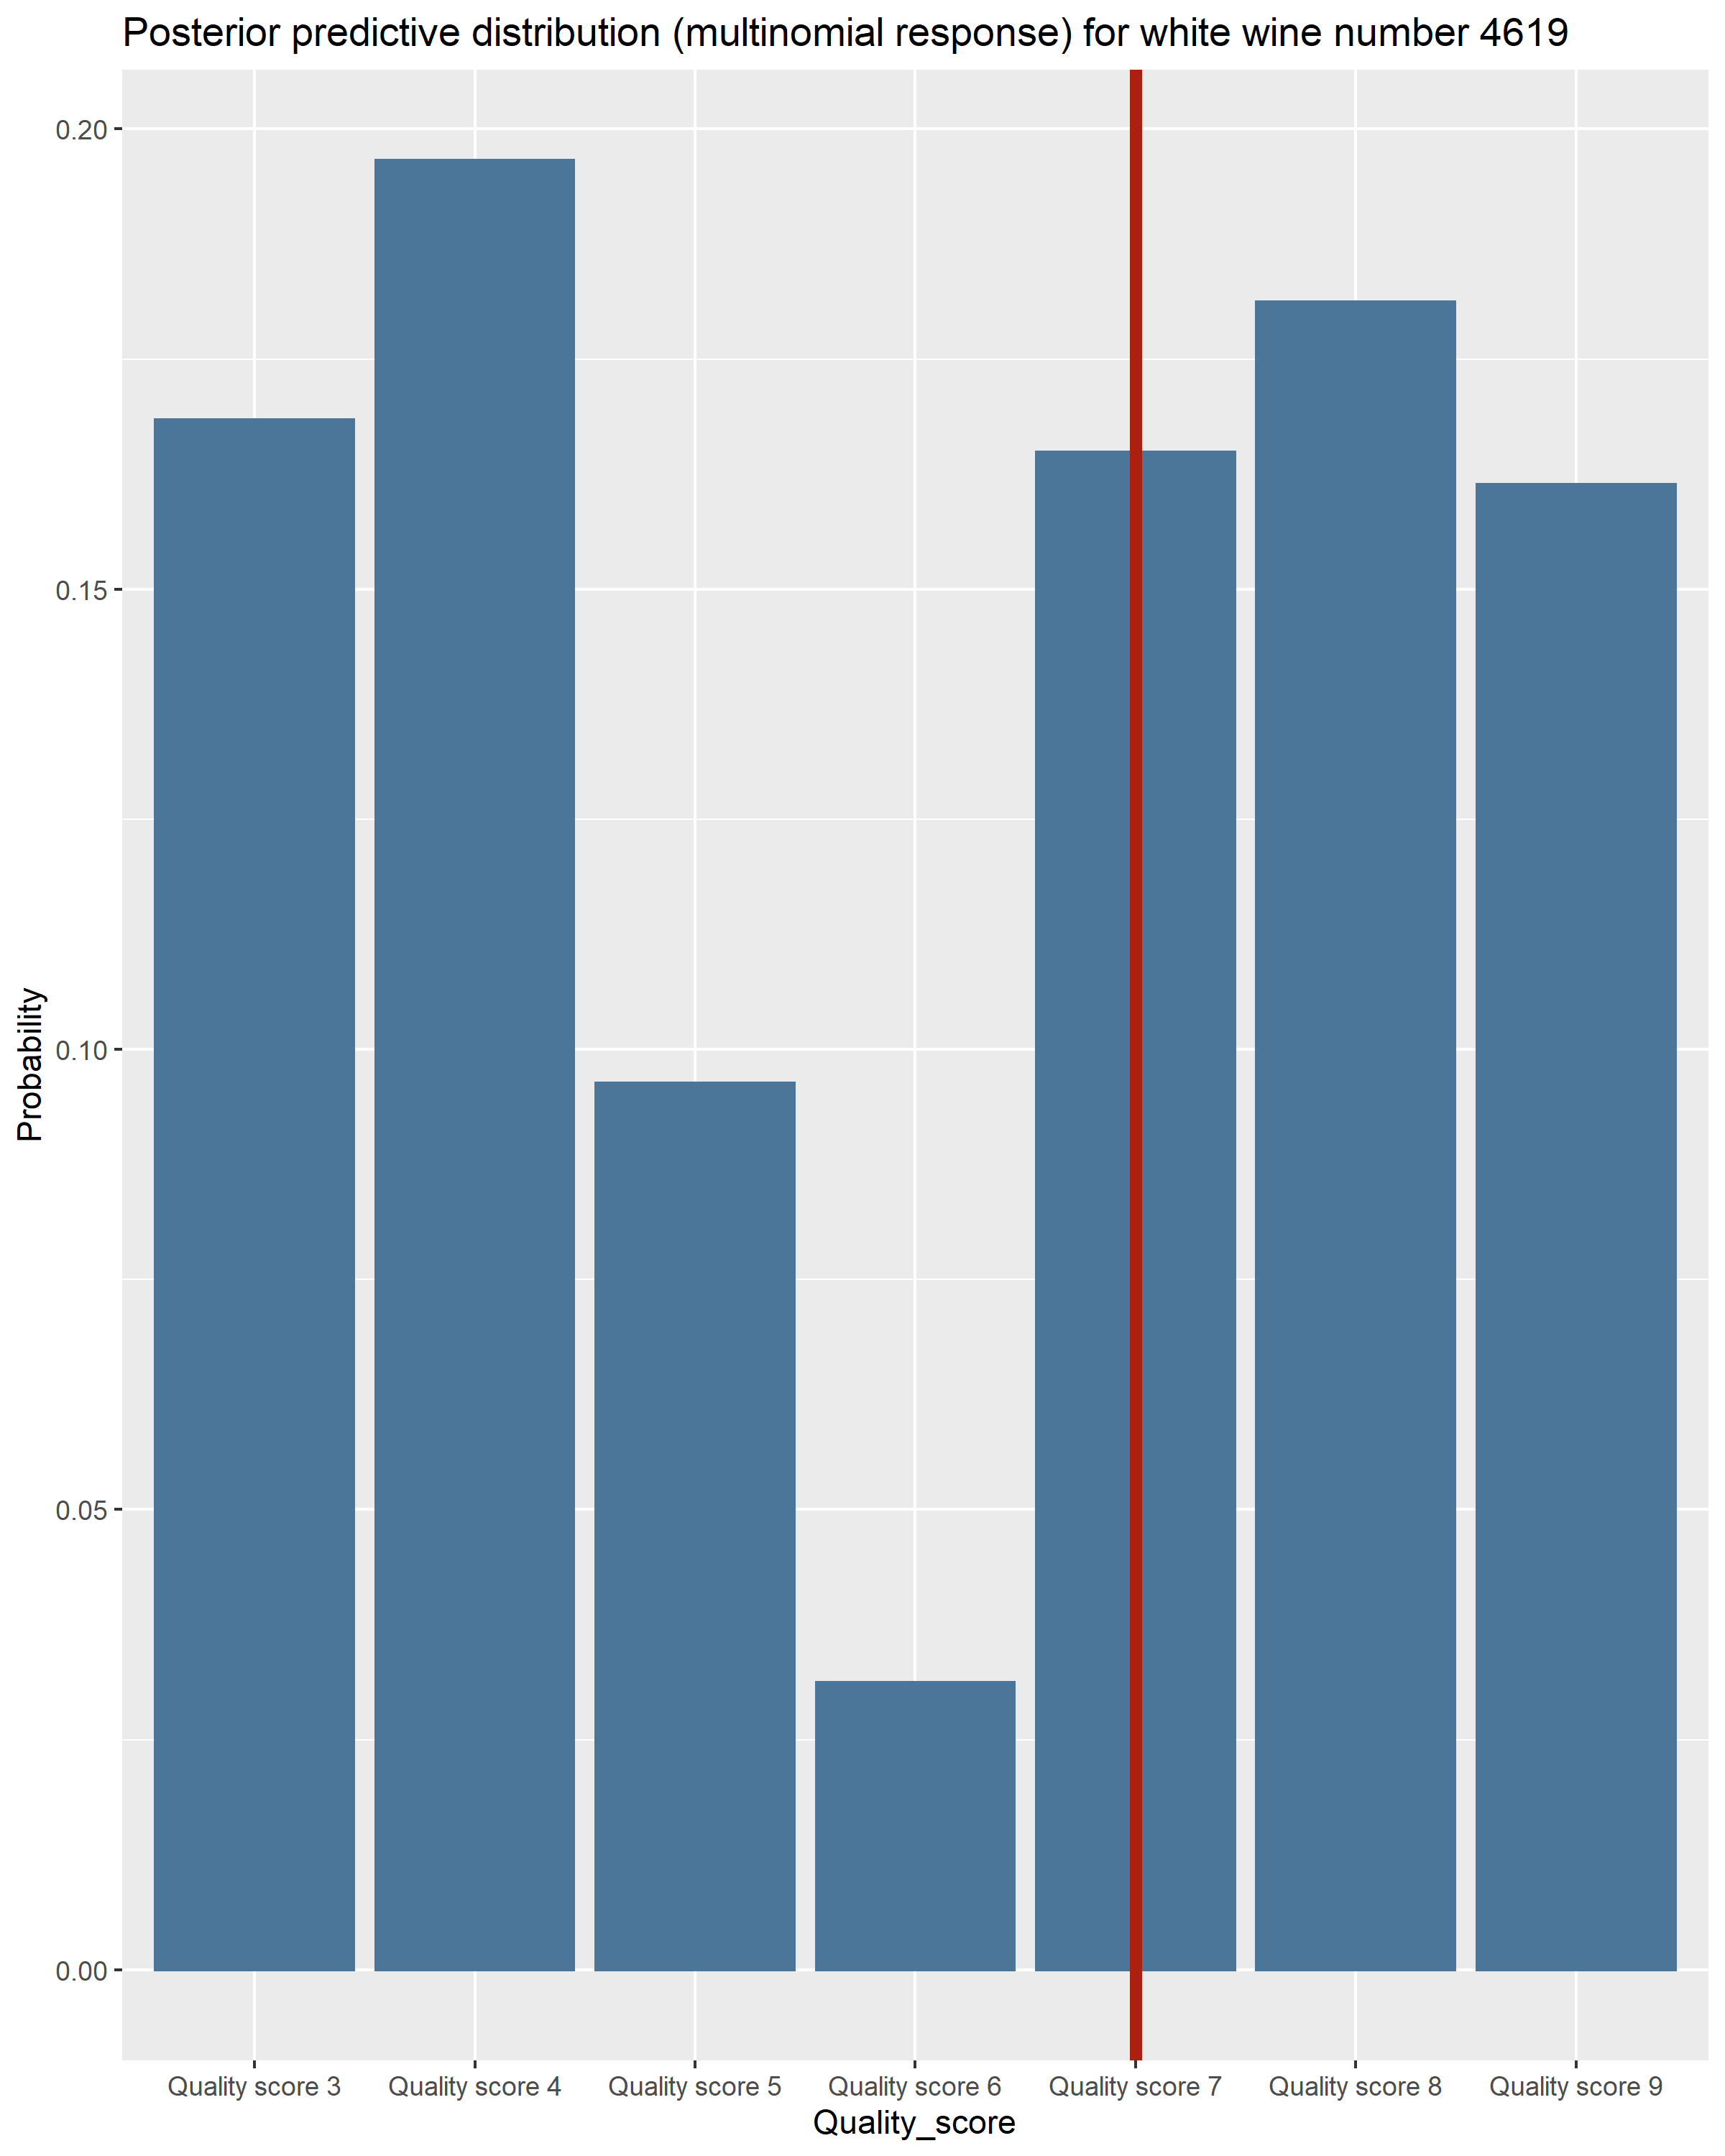 Posterior predictive distribution (multinomial response) for white wine number 4619
0.20
0.15
0.10
0.05
0.00
Probability
Quality score 3 Quality score 4 Quality score 5 Quality score 6 Quality score 7 Quality score 8 Quality score 9
Quality_score